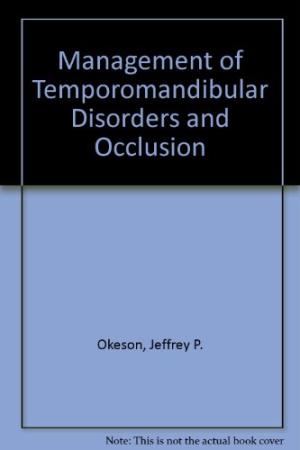 Management of
Temporomandibular
Disorders and
Occlusion
Okeson, Jeffrey P.
Note: This is not the actual book cover